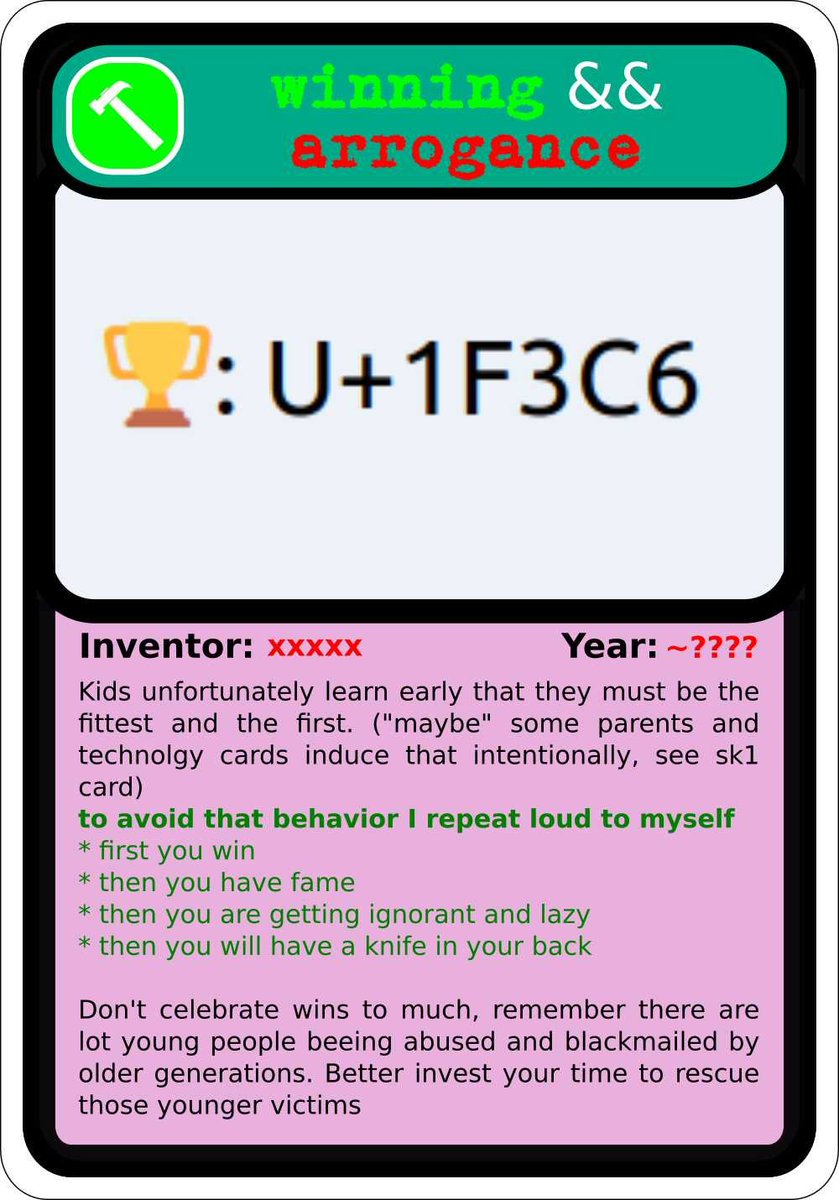 winning &&
arrogance
🏆: U+1F3C6
Inventor: xxxxx Year: ~????
Kids unfortunately learn early that they must be the
fittest and the first. ("maybe" some parents and
technolgy cards induce that intentionally, see sk1
card)
to avoid that behavior I repeat loud to myself
* first you win
* then you have fame
* then you are getting ignorant and lazy
* then you will have a knife in your back
Don't celebrate wins to much, remember there are
lot young people beeing abused and blackmailed by
older generations. Better invest your time to rescue
those younger victims